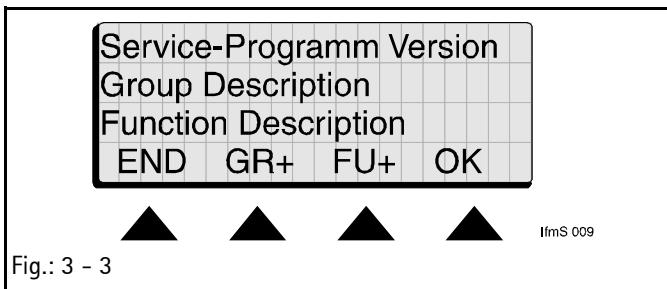 Service-Programm Version
Group Description
Function Description
END GR+ FU+ OK
IfmS 009
Fig.: 3 - 3